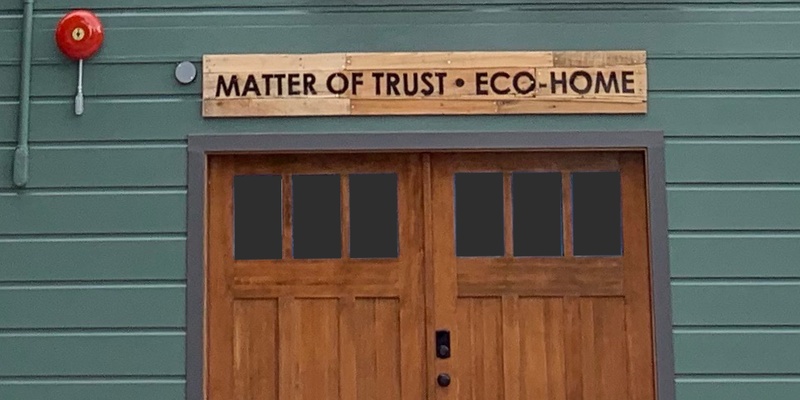 MATTER OF TRUST • ECO-HOME